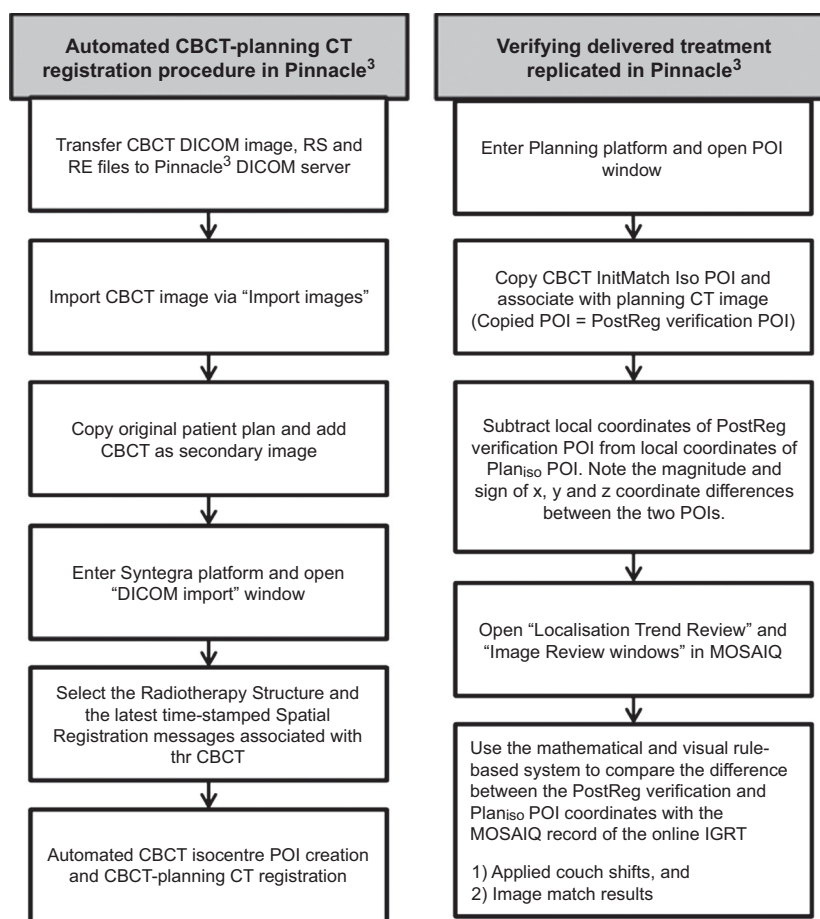 Automated CBCT-planning CT
registration procedure in Pinnacle³
Transfer CBCT DICOM image, RS and
RE files to Pinnacle³ DICOM server
Import CBCT image via “Import images”
Copy original patient plan and add
CBCT as secondary image
Enter Syntegra platform and open
“DICOM import” window
Select the Radiotherapy Structure and
the latest time-stamped Spatial
Registration messages associated with
thr CBCT
Automated CBCT isocentre POI creation
and CBCT-planning CT registration
Verifying delivered treatment
replicated in Pinnacle³
Enter Planning platform and open POI
window
Copy CBCT InitMatch Iso POI and
associate with planning CT image
(Copied POI = PostReg verification POI)
Subtract local coordinates of PostReg
verification POI from local coordinates of
Planiso POI. Note the magnitude and
sign of x, y and z coordinate differences
between the two POIs.
Open “Localisation Trend Review” and
“Image Review windows” in MOSAIQ
Use the mathematical and visual rule-
based system to compare the difference
between the PostReg verification and
Planiso POI coordinates with the
MOSAIQ record of the online IGRT
1) Applied couch shifts, and
2) Image match results